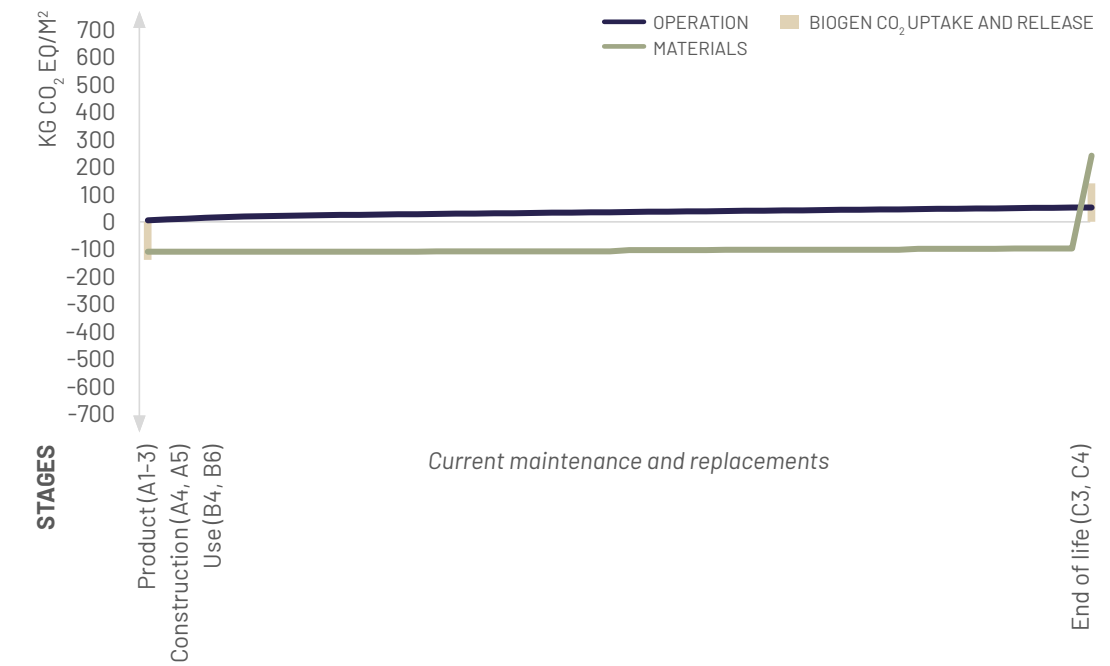 KG CO₂ EQ/M²
700
600
500
400
300
200
100
0
-100
-200
-300
-400
-500
-600
-700
OPERATION
MATERIALS
BIOGEN CO₂ UPTAKE AND RELEASE
STAGES
Product (A1-3)
Construction (A4, A5)
Use (B4, B6)
Current maintenance and replacements
End of life (C3, C4)